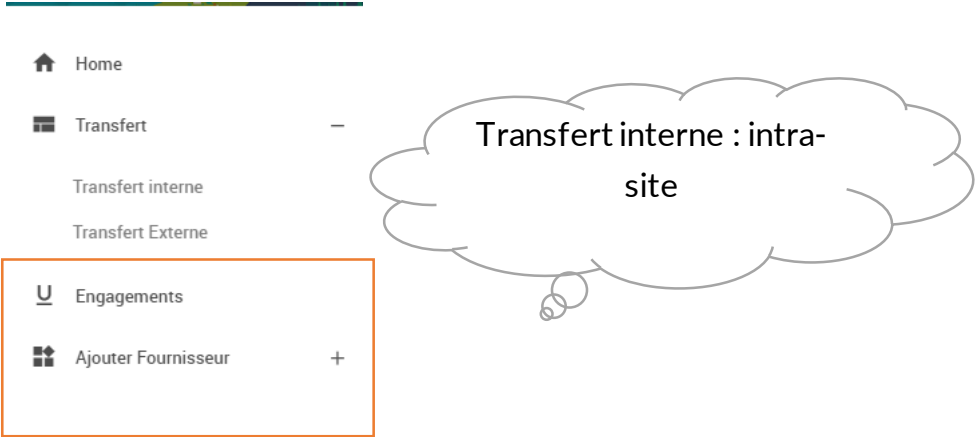 Home
Transfert
Transfert interne
Transfert Externe
Engagements
Ajouter Fournisseur
Transfert interne : intra-
site